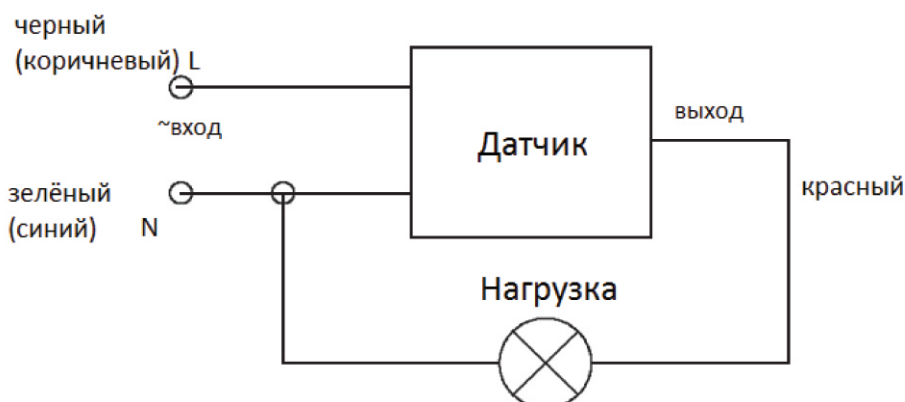 черный
(коричневый) L
~вход
Датчик
выход
зелёный
(синий) N
красный
Нагрузка